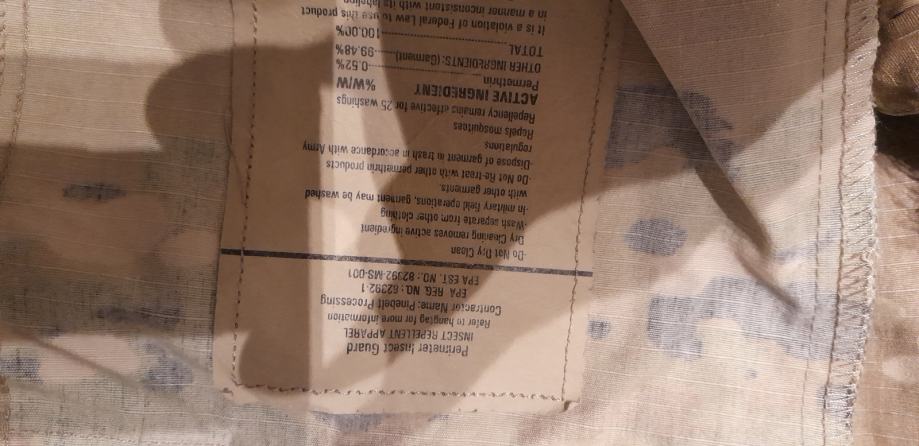 Perimeter Insect Guard
INSECT REPELLENT APPAREL
Refer to hangtag for more information
Contractor Name: Pinebelt Processing
EPA REG. NO.: 82392-1
EPA EST. NO.: 82392-MS-001
-Do Not Dry Clean
Dry Cleaning removes active ingredient
-Wash separate from other clothing
-In military field operations, garment may be washed
with other garments.
-Do Not Re-treat with other permethrin products
-Dispose of garment in trash in accordance with Army
regulations
Repels mosquitoes
Repellency remains effective for 25 washings
ACTIVE INGREDIENT %W/W
Permethrin 0.52%
OTHER INGREDIENTS: (Garment) 99.48%
TOTAL 100.00%
It is a violation of Federal Law to use this product
in a manner inconsistent with its labeling